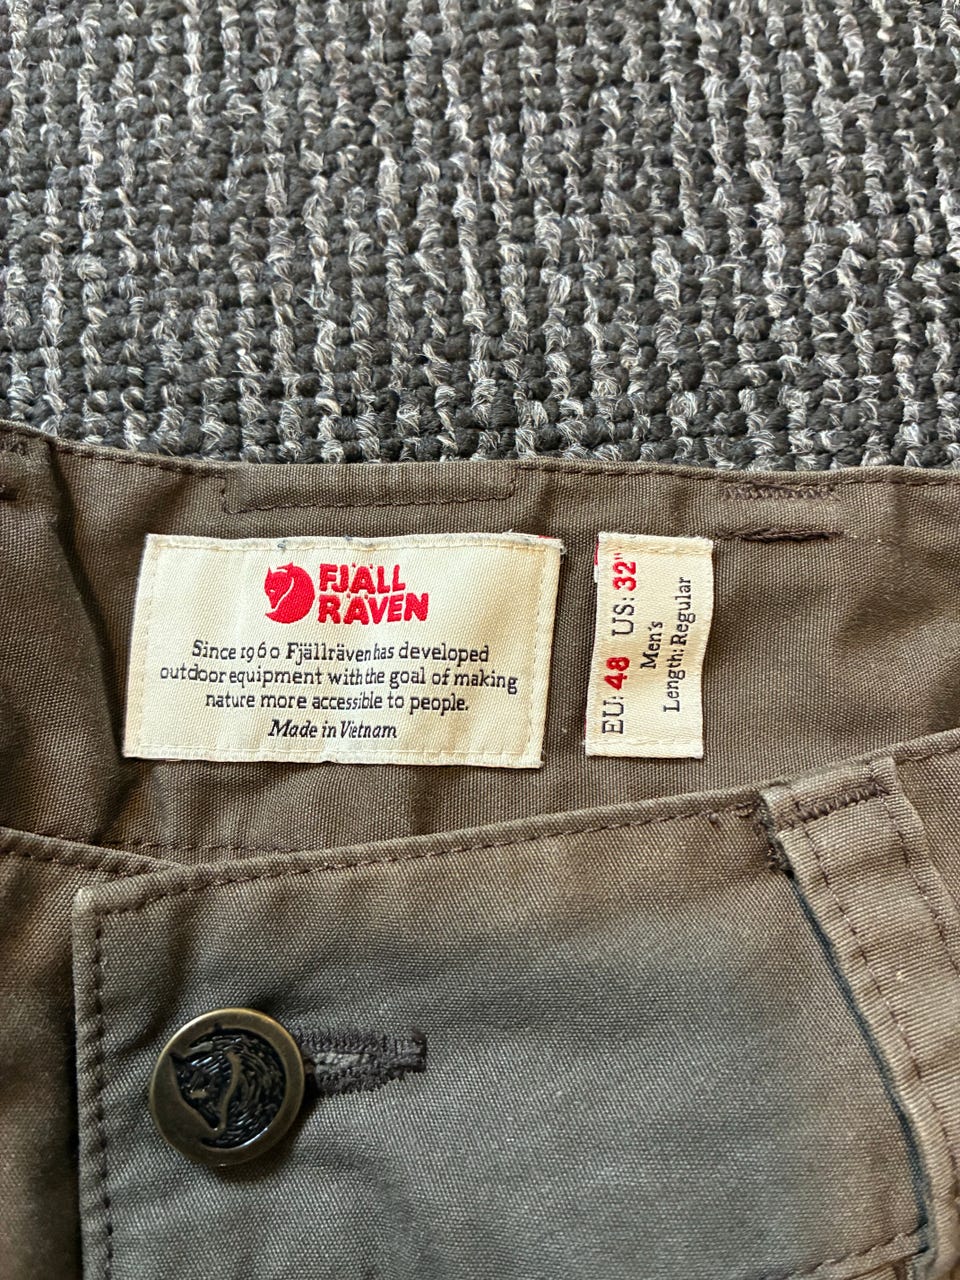 FJÄLL
RÄVEN
Since 1960 Fjällräven has developed
outdoor equipment with the goal of making
nature more accessible to people.
Made in Vietnam
EU: 48 US: 32"
Men's
Length: Regular